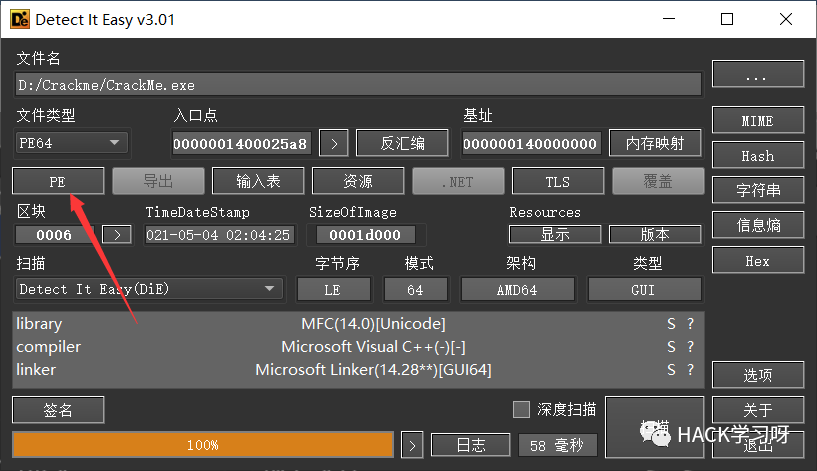 Detect It Easy v3.01
文件名
D:/Crackme/CrackMe.exe
...
文件类型 入口点 基址
PE64 00000001400025a8 > 反汇编 0000000140000000 内存映射 MIME
Hash
PE 导出 输入表 资源 .NET TLS 覆盖 字符串
区块 TimeDateStamp SizeOfImage Resources
0006 > 021-05-04 02:04:25 0001d000 显示 版本 信息熵
扫描 字节序 模式 架构 类型 Hex
Detect It Easy(DiE) LE 64 AMD64 GUI
library MFC(14.0)[Unicode] S ?
compiler Microsoft Visual C++(-)[-] S ?
linker Microsoft Linker(14.28**)[GUI64] S ?
选项
签名 深度扫描 关于
100% > 日志 58 毫秒 HACK学习呀
退出